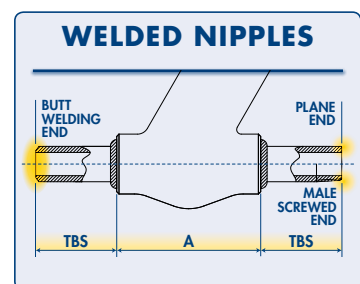 WELDED NIPPLES
BUTT
WELDING
END
PLANE
END
MALE
SCREWED
END
TBS
A
TBS